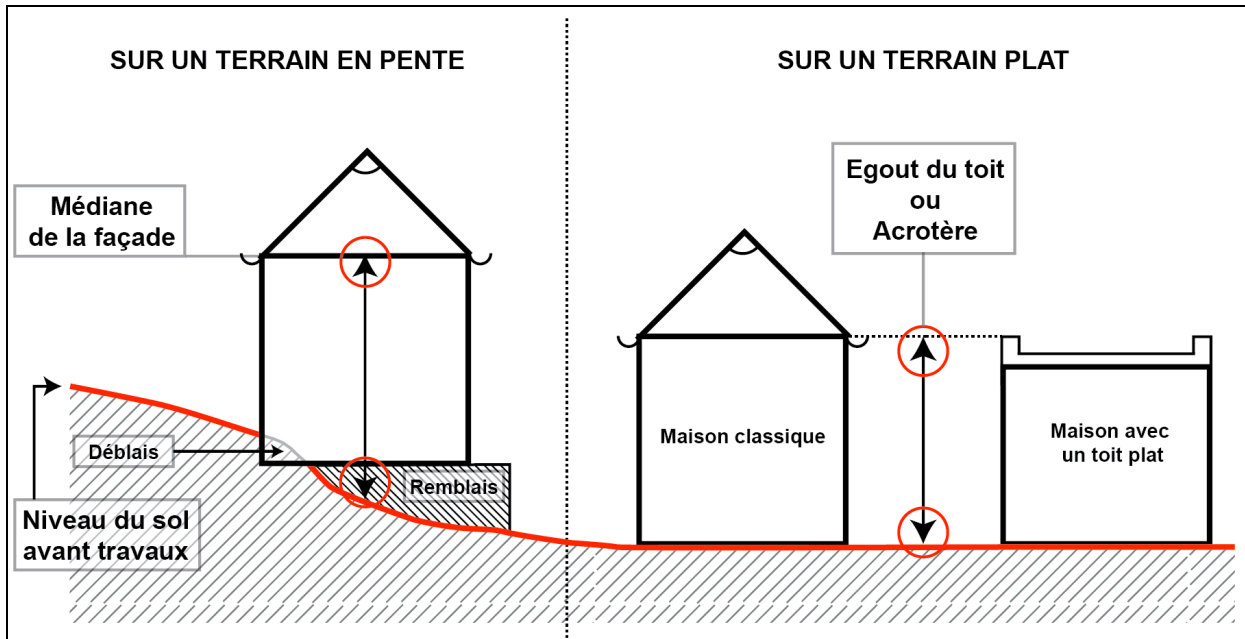 SUR UN TERRAIN EN PENTE
Médiane
de la façade
Déblais
Remblais
Niveau du sol
avant travaux
SUR UN TERRAIN PLAT
Egout du toit
ou
Acrotère
Maison classique
Maison avec
un toit plat